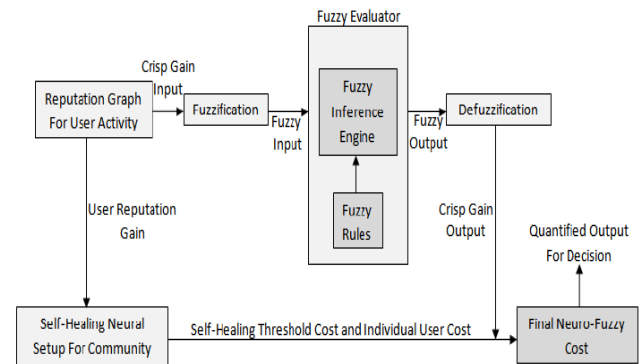 Fuzzy Evaluator
Crisp Gain
Input
Reputation Graph
For User Activity
Fuzzification
Fuzzy
Input
Fuzzy
Inference
Engine
Fuzzy
Rules
Fuzzy
Output
Defuzzification
User Reputation
Gain
Crisp Gain
Output
Quantified Output
For Decision
Self-Healing Neural
Setup For Community
Self-Healing Threshold Cost and Individual User Cost
Final Neuro-Fuzzy
Cost